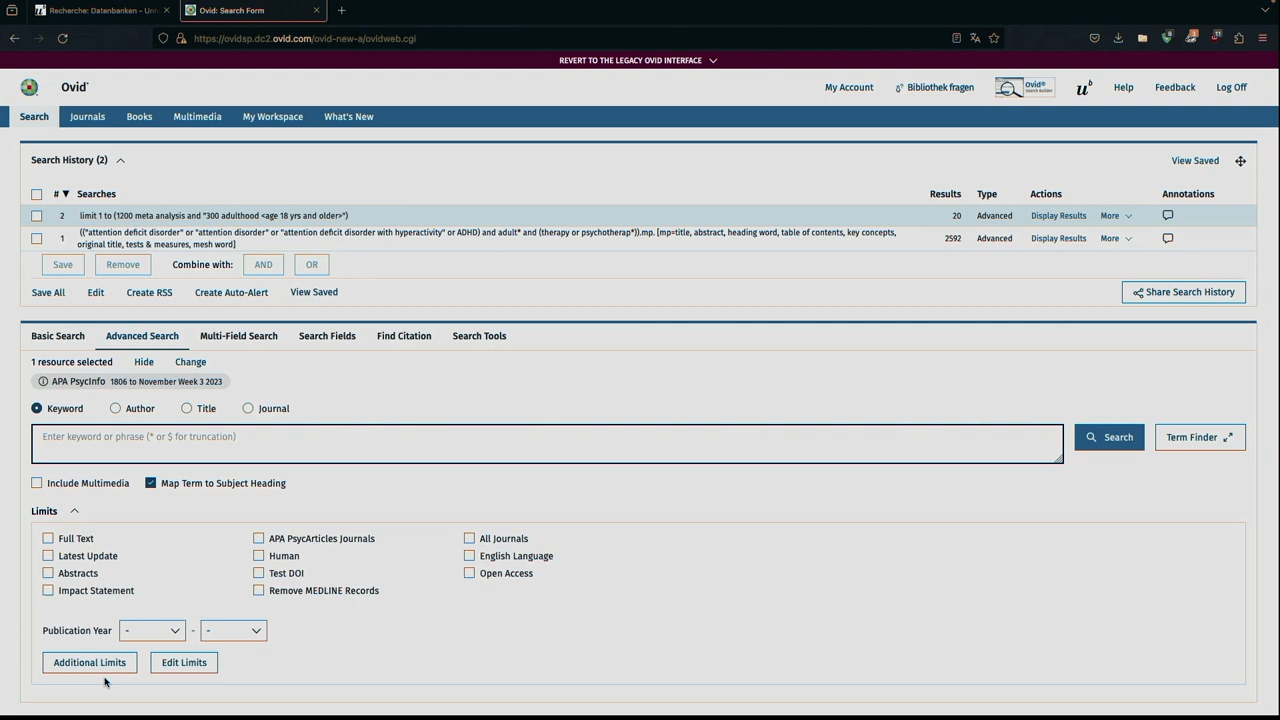 Recherche: Datenbanken - Uni
Ovid: Search Form
https://ovidsp.dc2.ovid.com/ovid-new-a/ovidweb.cgi
REVERT TO THE LEGACY OVID INTERFACE
Ovid®
My Account
Bibliothek fragen
Ovid®
Search Builder
u^b
Help
Feedback
Log Off
Search
Journals
Books
Multimedia
My Workspace
What's New
Search History (2)
View Saved
# ▼ Searches Results Type Actions Annotations
2 limit 1 to (1200 meta analysis and "300 adulthood <age 18 yrs and older>") 20 Advanced Display Results More
1 (("attention deficit disorder" or "attention disorder" or "attention deficit disorder with hyperactivity" or ADHD) and adult* and (therapy or psychotherap*)).mp. [mp=title, abstract, heading word, table of contents, key concepts, 2592 Advanced Display Results More
original title, tests & measures, mesh word]
Save Remove Combine with: AND OR
Save All Edit Create RSS Create Auto-Alert View Saved Share Search History
Basic Search Advanced Search Multi-Field Search Search Fields Find Citation Search Tools
1 resource selected Hide Change
APA PsycInfo 1806 to November Week 3 2023
Keyword Author Title Journal
Enter keyword or phrase (* or $ for truncation)
Search
Term Finder
Include Multimedia Map Term to Subject Heading
Limits
Full Text APA PsycArticles Journals All Journals
Latest Update Human English Language
Abstracts Test DOI Open Access
Impact Statement Remove MEDLINE Records
Publication Year - - -
Additional Limits Edit Limits